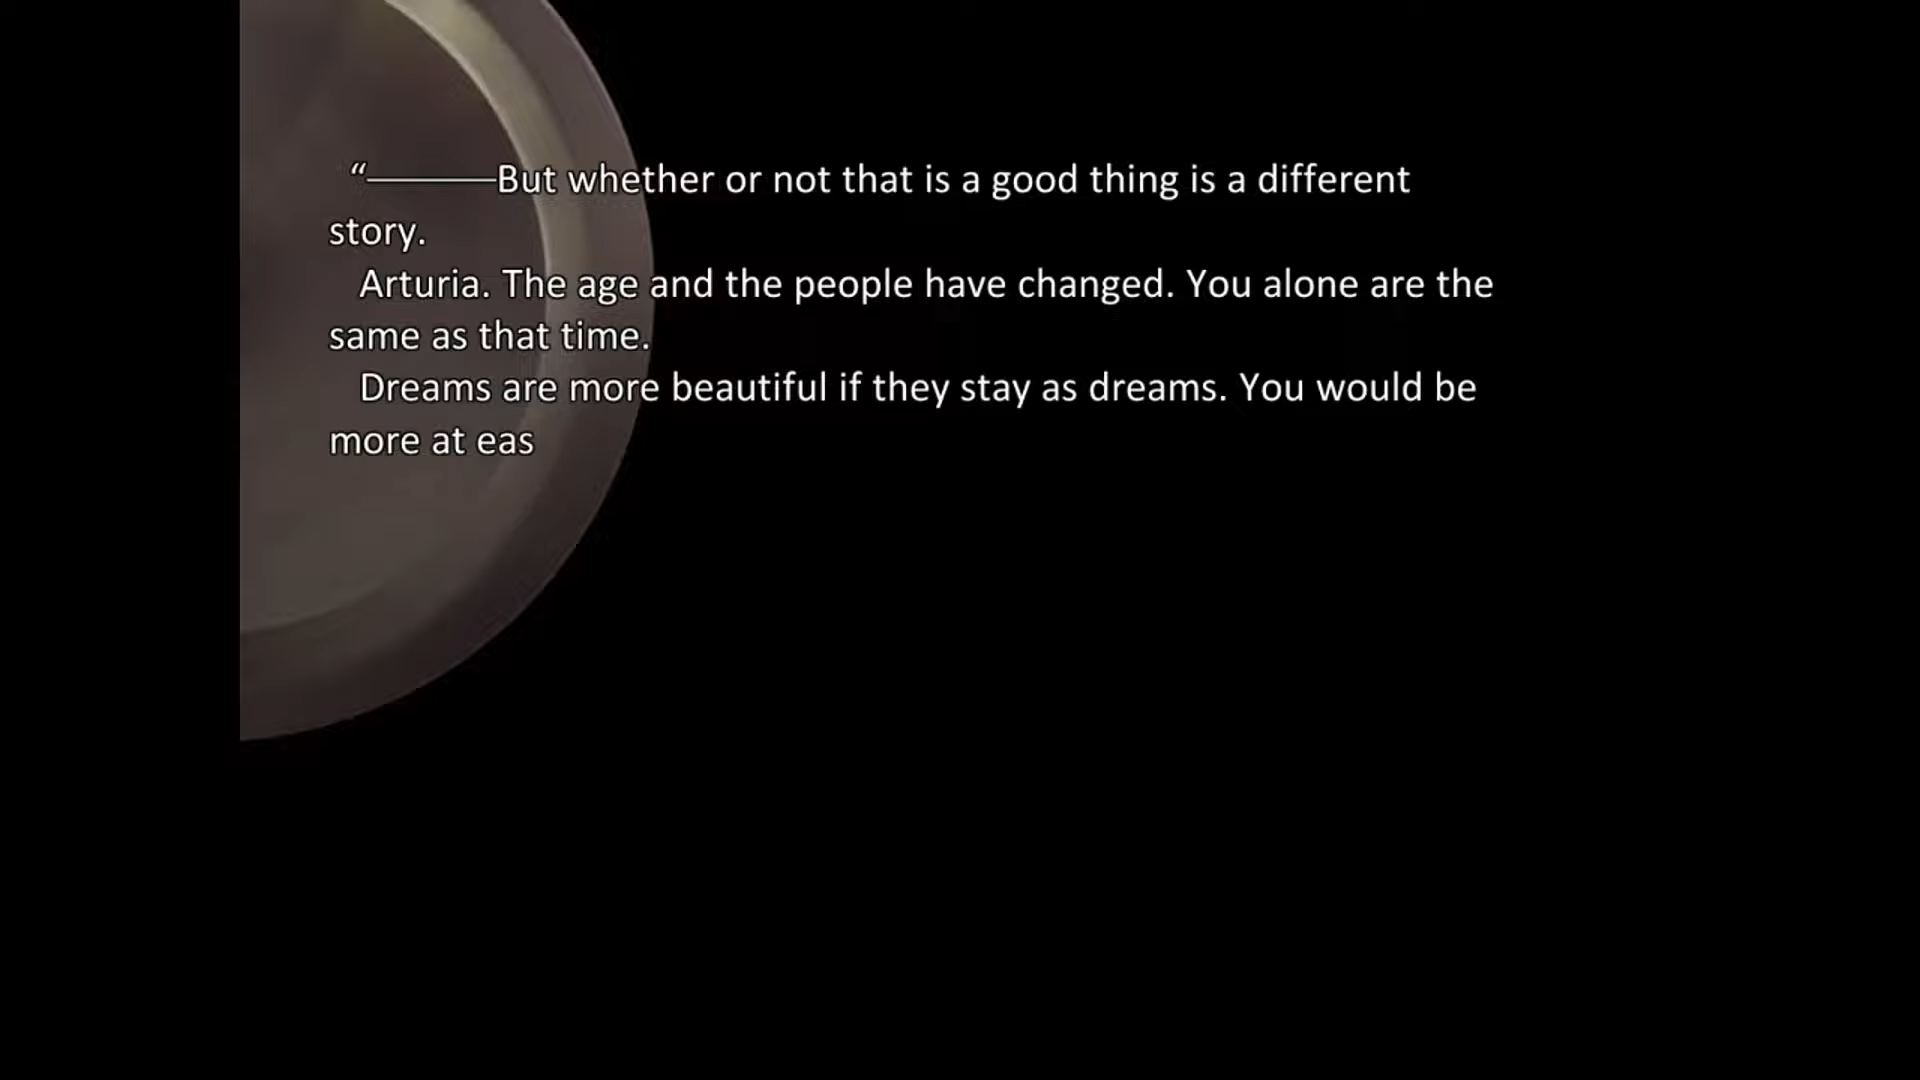 “―――――But whether or not that is a good thing is a different
story.
Arturia. The age and the people have changed. You alone are the
same as that time.
Dreams are more beautiful if they stay as dreams. You would be
more at eas